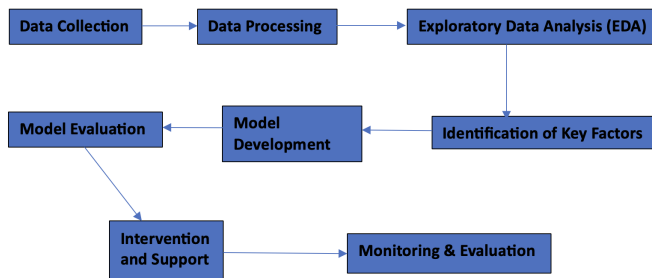 Data Collection
Data Processing
Exploratory Data Analysis (EDA)
Identification of Key Factors
Model
Development
Model Evaluation
Intervention
and Support
Monitoring & Evaluation